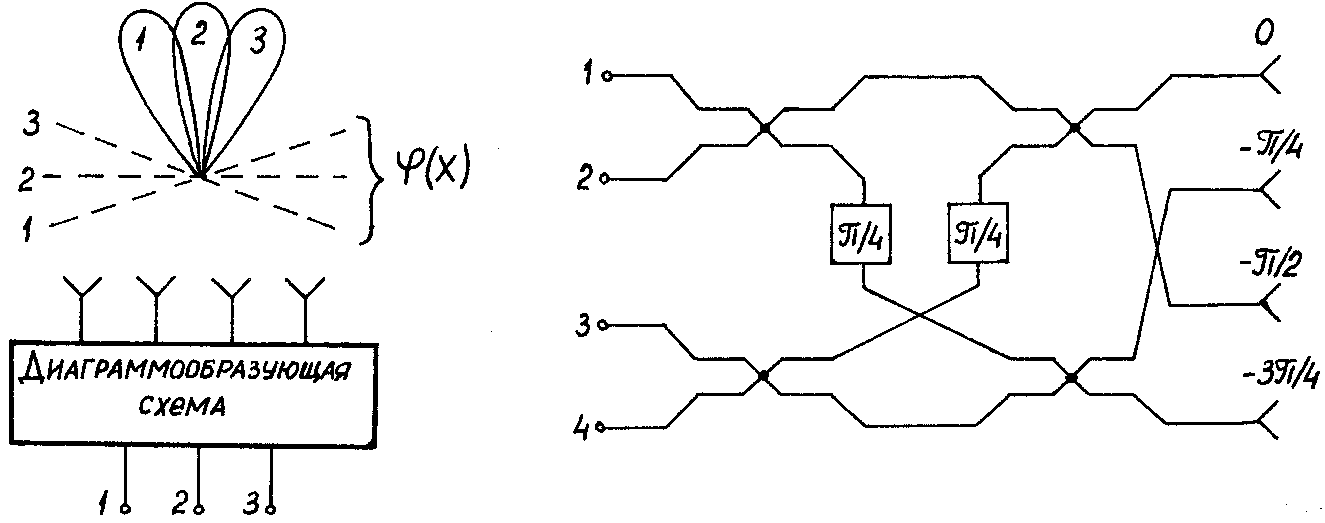 1 2 3
3
2
1
φ(x)
Диаграммообразующая
схема
1 2 3
1
2
3
4
π/4
π/4
0
-π/4
-π/2
-3π/4